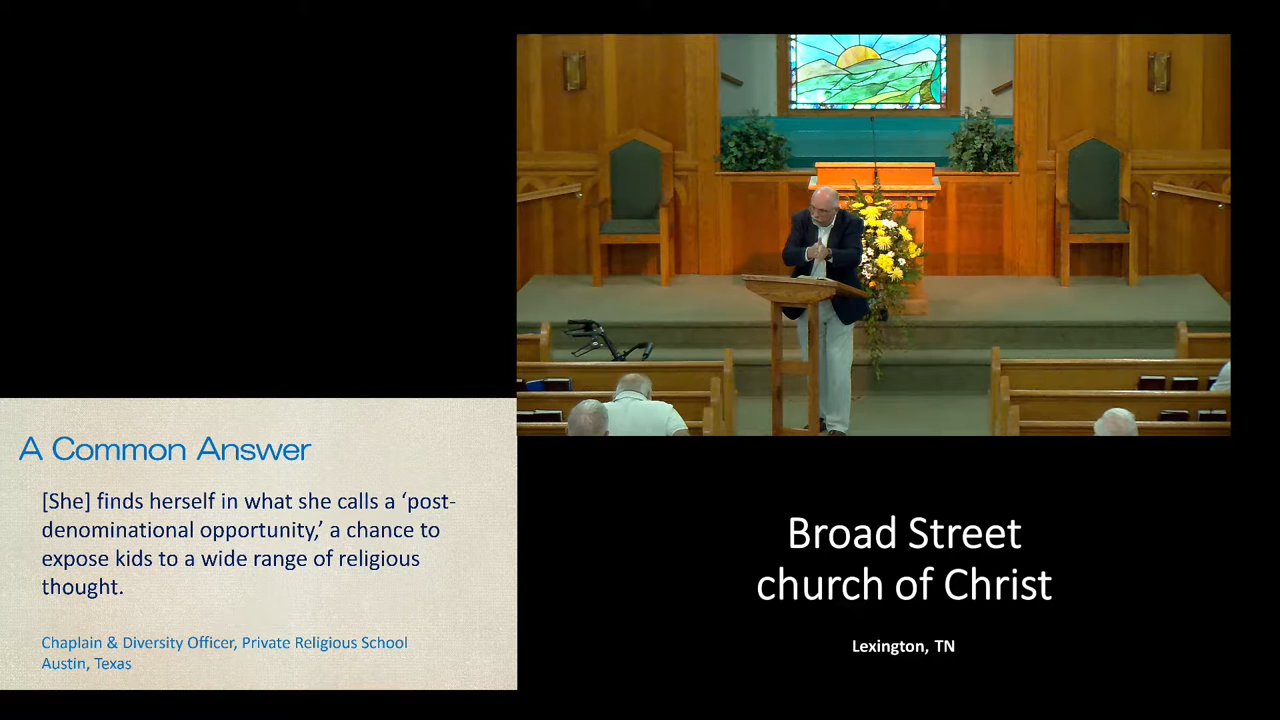 A Common Answer
[She] finds herself in what she calls a ‘post-
denominational opportunity,’ a chance to
expose kids to a wide range of religious
thought.
Chaplain & Diversity Officer, Private Religious School
Austin, Texas
Broad Street
church of Christ
Lexington, TN